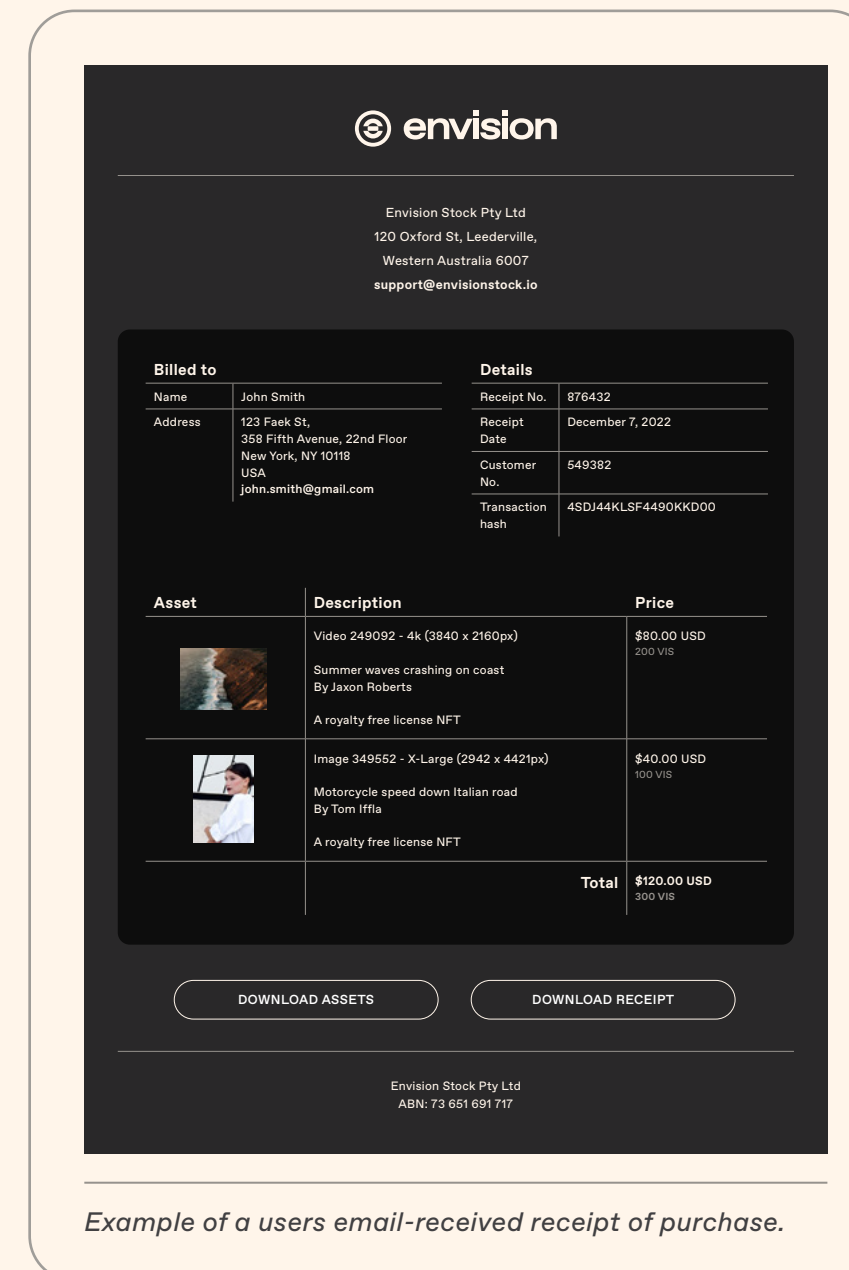 envision
Envision Stock Pty Ltd
120 Oxford St, Leederville,
Western Australia 6007
support@envisionstock.io
Billed to
Name John Smith
Address 123 Faek St,
358 Fifth Avenue, 22nd Floor
New York, NY 10118
USA
john.smith@gmail.com
Details
Receipt No. 876432
Receipt December 7, 2022
Date
Customer 549382
No.
Transaction 4SDJ44KLSF4490KKD00
hash
Asset Description Price
Video 249092 - 4k (3840 x 2160px) $80.00 USD
200 VIS
Summer waves crashing on coast
By Jaxon Roberts
A royalty free license NFT
Image 349552 - X-Large (2942 x 4421px) $40.00 USD
100 VIS
Motorcycle speed down Italian road
By Tom Iffla
A royalty free license NFT
Total $120.00 USD
300 VIS
DOWNLOAD ASSETS DOWNLOAD RECEIPT
Envision Stock Pty Ltd
ABN: 73 651 691 717
Example of a users email-received receipt of purchase.